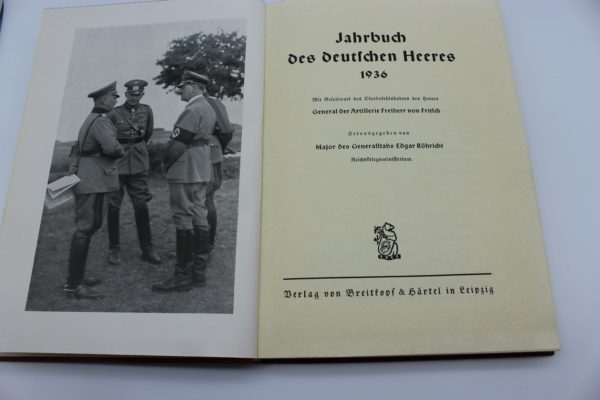 Jahrbuch
des deutschen Heeres
1936
Mit Geleitwort des Oberbefehlshabers des Heeres
General der Artillerie Freiherr von Fritsch
Herausgegeben von
Major des Generalstabs Edgar Röhricht
Reichskriegsministerium
Verlag von Breitkopf & Härtel in Leipzig